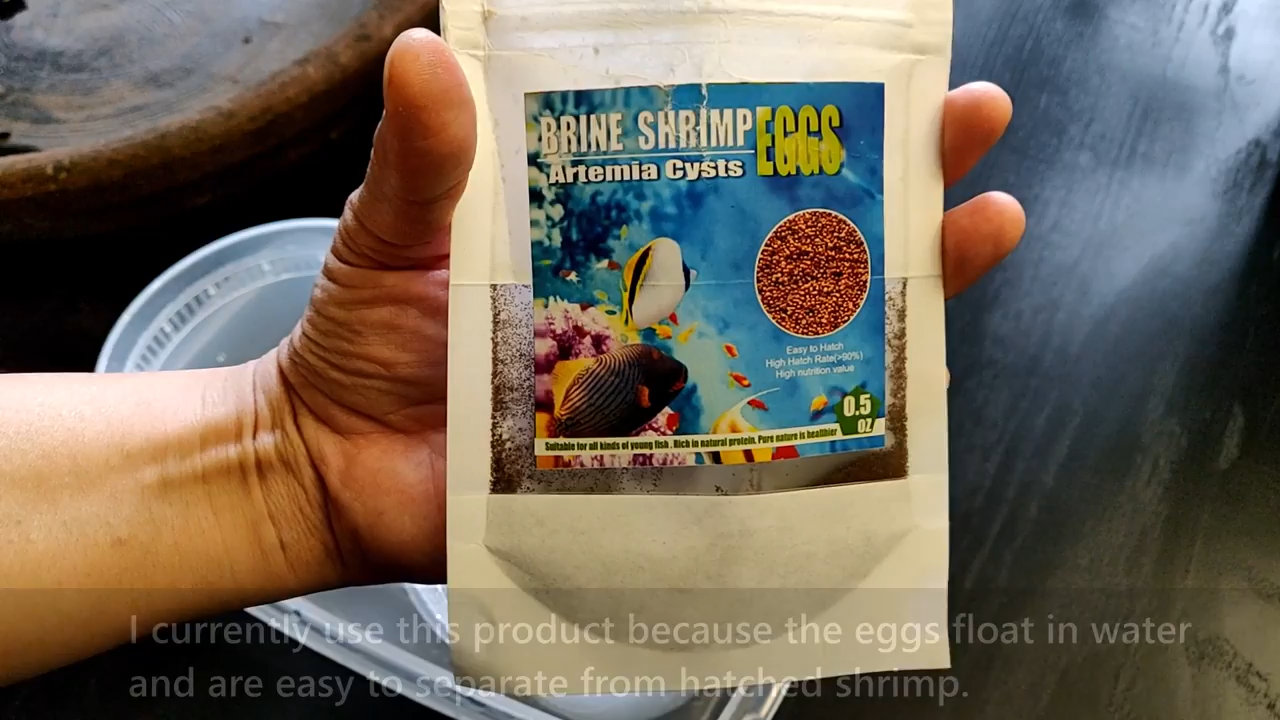 BRINE SHRIMP EGGS
Artemia Cysts
Easy to Hatch
High Hatch Rate(>90%)
High nutrition value
0.5
OZ
Suitable for all kinds of young fish . Rich in natural protein. Pure nature is healthier
I currently use this product because the eggs float in water
and are easy to separate from hatched shrimp.